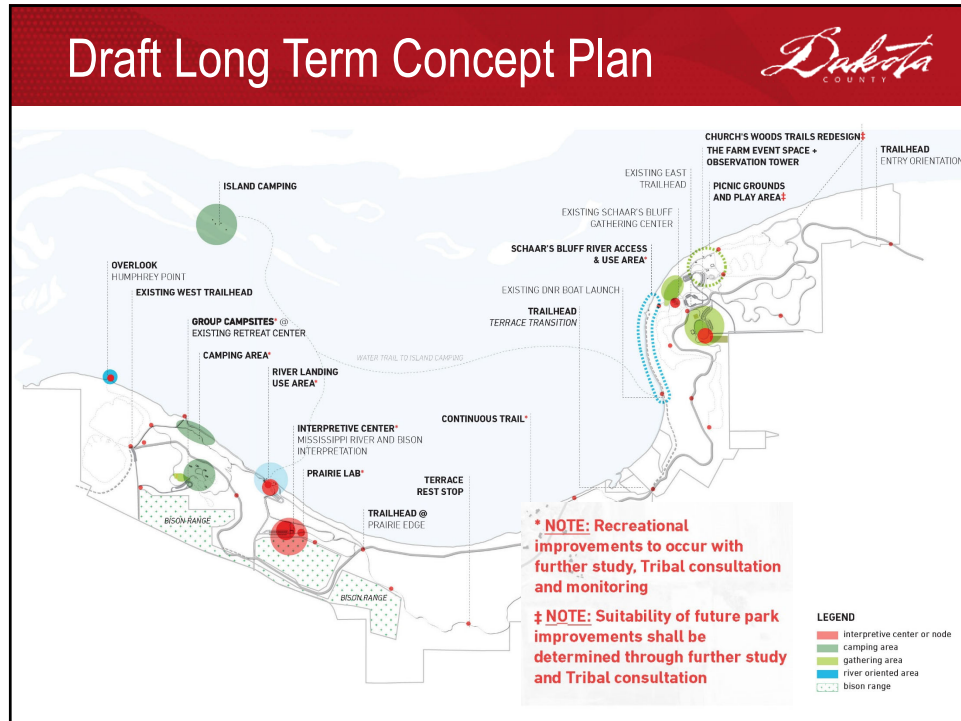 Draft Long Term Concept Plan
Dakota
COUNTY
CHURCH'S WOODS TRAILS REDESIGN‡
THE FARM EVENT SPACE +
OBSERVATION TOWER
TRAILHEAD
ENTRY ORIENTATION
EXISTING EAST
TRAILHEAD
PICNIC GROUNDS
AND PLAY AREA‡
ISLAND CAMPING
EXISTING SCHAAR'S BLUFF
GATHERING CENTER
SCHAAR'S BLUFF RIVER ACCESS
& USE AREA*
OVERLOOK
HUMPHREY POINT
EXISTING WEST TRAILHEAD
EXISTING DNR BOAT LAUNCH
TRAILHEAD
TERRACE TRANSITION
GROUP CAMPSITES* @
EXISTING RETREAT CENTER
CAMPING AREA*
WATER TRAIL TO ISLAND CAMPING
RIVER LANDING
USE AREA*
INTERPRETIVE CENTER*
MISSISSIPPI RIVER AND BISON
INTERPRETATION
CONTINUOUS TRAIL*
PRAIRIE LAB*
TERRACE
REST STOP
TRAILHEAD @
PRAIRIE EDGE
BISON RANGE
BISON RANGE
* NOTE: Recreational
improvements to occur with
further study, Tribal consultation
and monitoring
‡ NOTE: Suitability of future park
improvements shall be
determined through further study
and Tribal consultation
LEGEND
interpretive center or node
camping area
gathering area
river oriented area
bison range